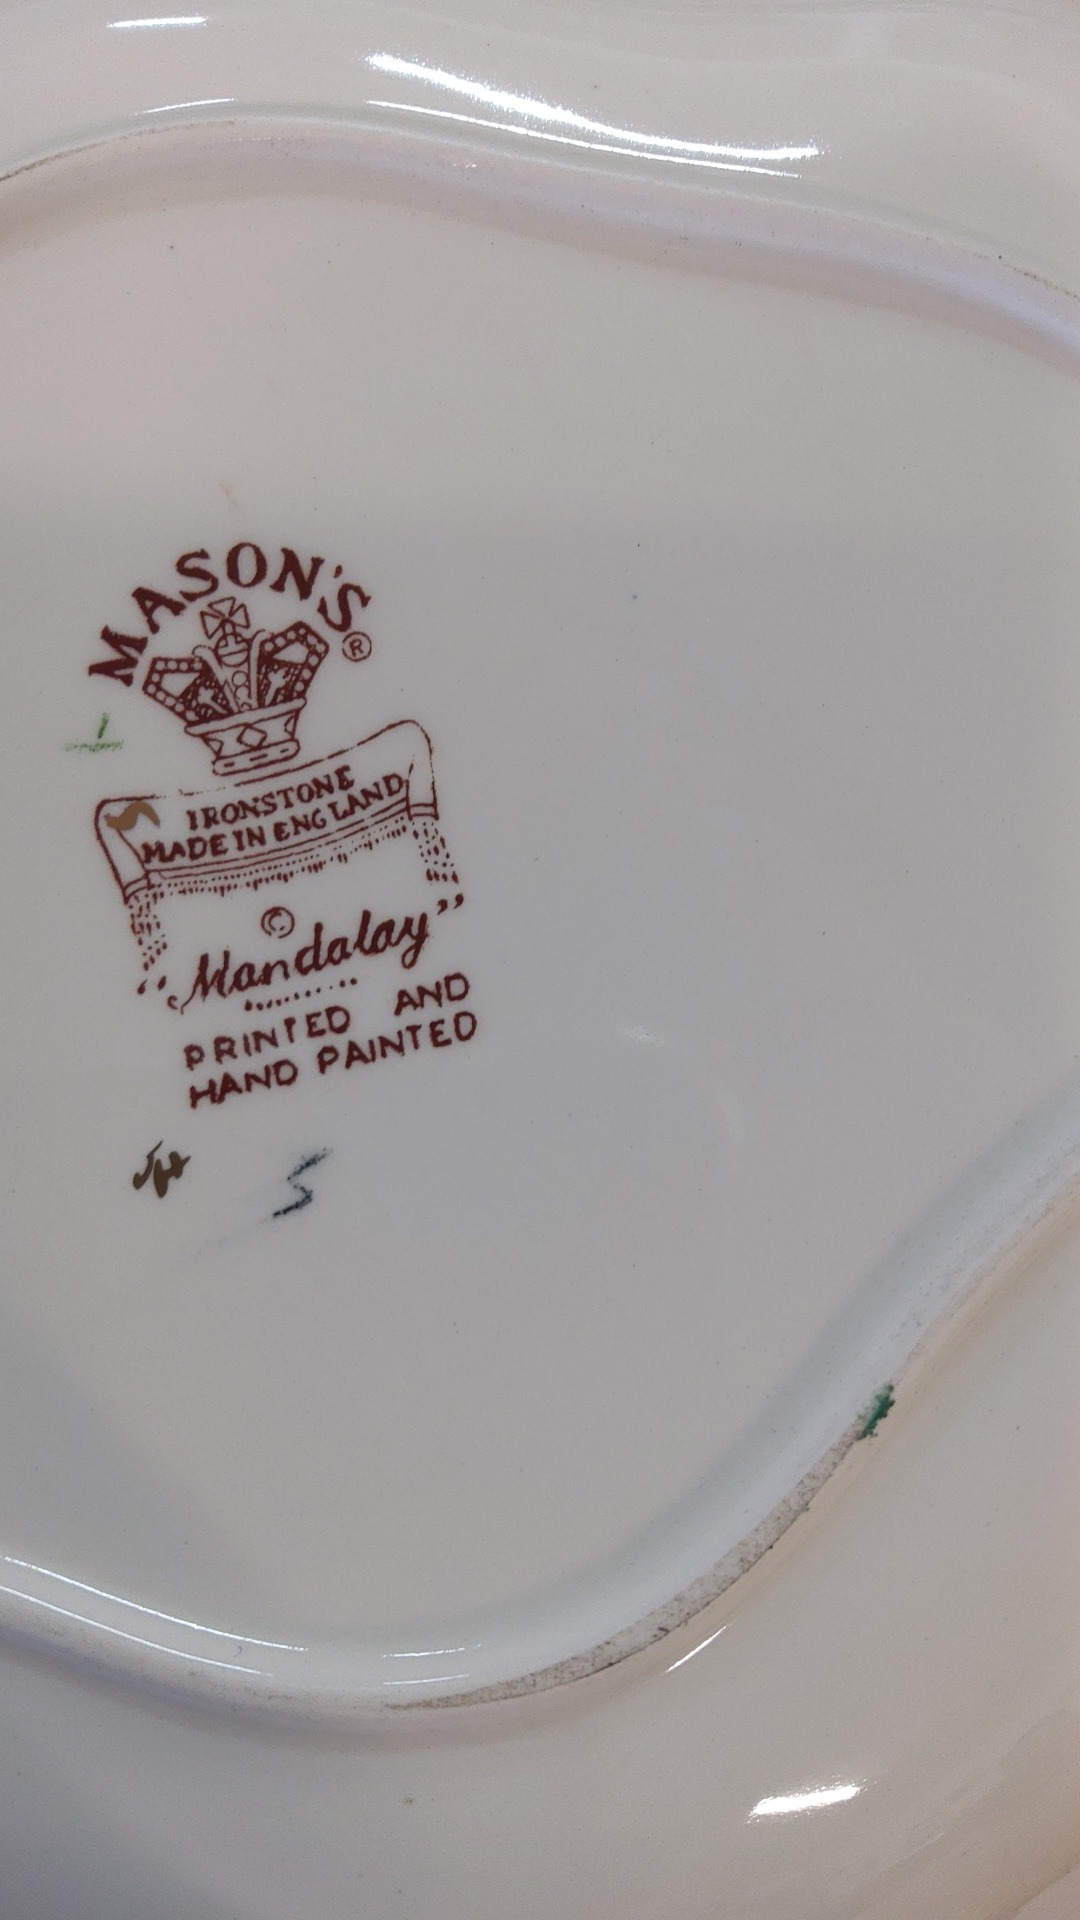 MASON'S
®
IRONSTONE
MADE IN ENGLAND
©
"Mandalay"
PRINTED AND
HAND PAINTED
S